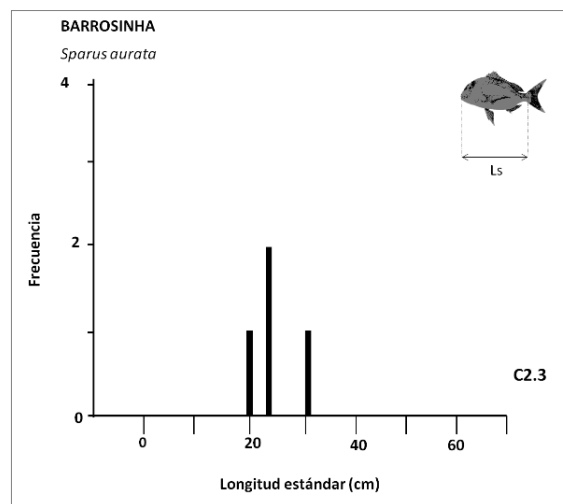 BARROSINHA
Sparus aurata
4
Ls
Frecuencia
2
C2.3
0
0 20 40 60
Longitud estándar (cm)